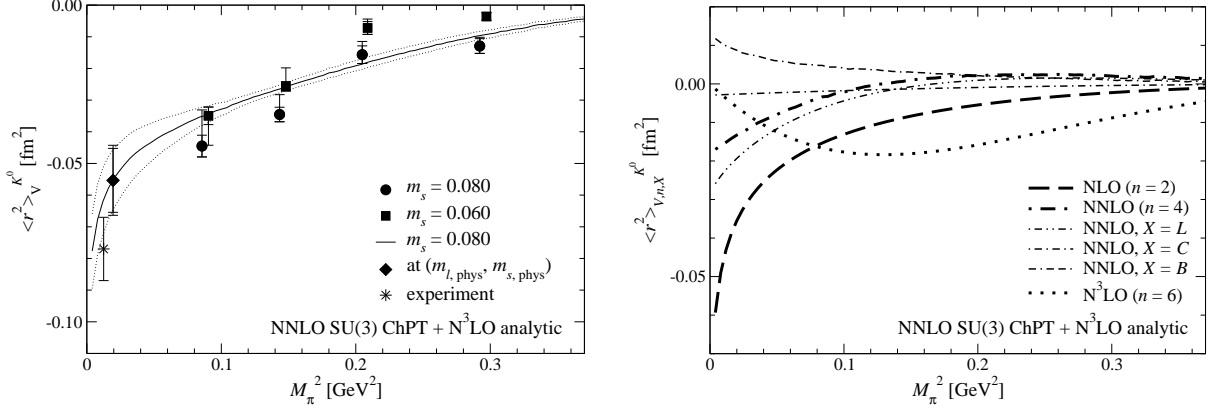 0.00
-0.05
-0.10
<r²>_V^{K⁰} [fm²]
m_s = 0.080
m_s = 0.060
m_s = 0.080
at (m_{l, phys}, m_{s, phys})
experiment
NNLO SU(3) ChPT + N³LO analytic
0 0.1 0.2 0.3
M_π² [GeV²]
0.00
-0.05
<r²>_{V,n,X}^{K⁰} [fm²]
NLO (n = 2)
NNLO (n = 4)
NNLO, X = L
NNLO, X = C
NNLO, X = B
N³LO (n = 6)
NNLO SU(3) ChPT + N³LO analytic
0 0.1 0.2 0.3
M_π² [GeV²]